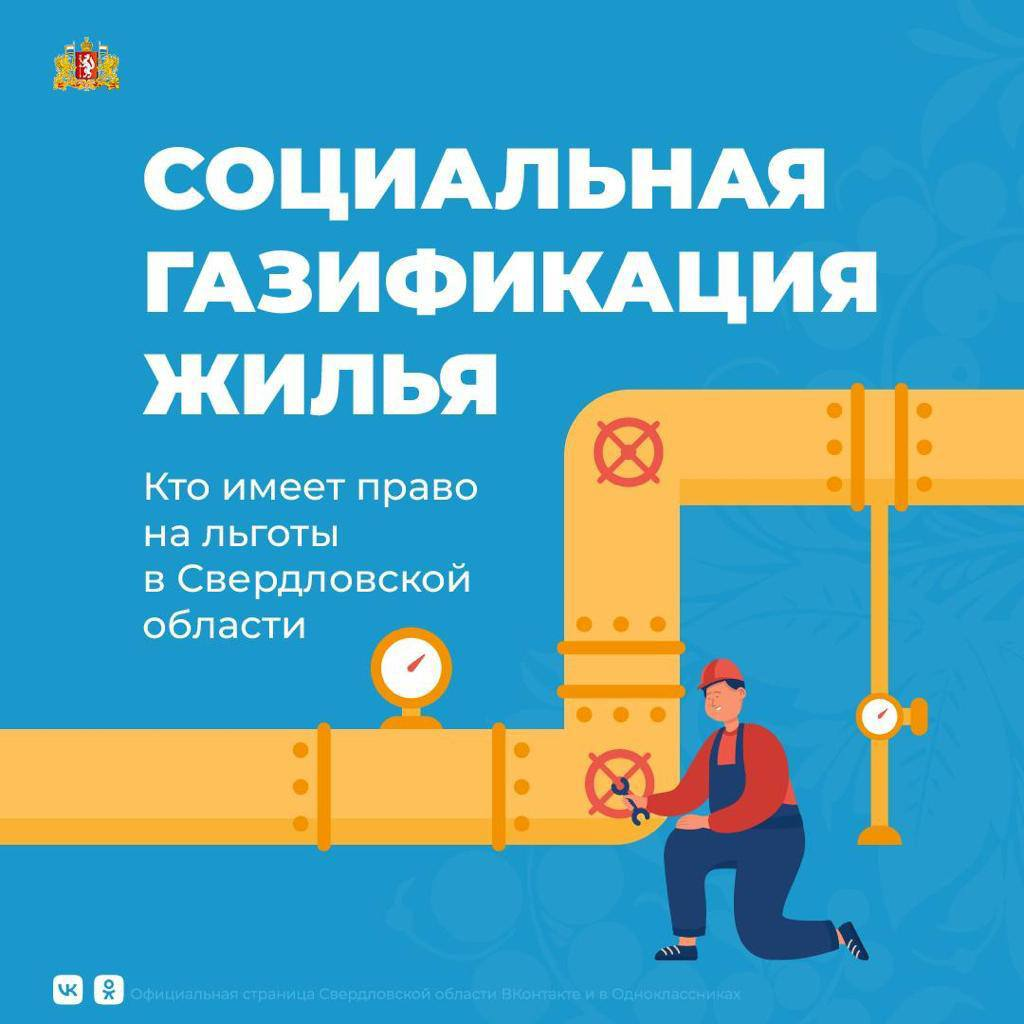 СОЦИАЛЬНАЯ
ГАЗИФИКАЦИЯ
ЖИЛЬЯ
Кто имеет право
на льготы
в Свердловской
области
Официальная страница Свердловской области ВКонтакте и в Одноклассниках